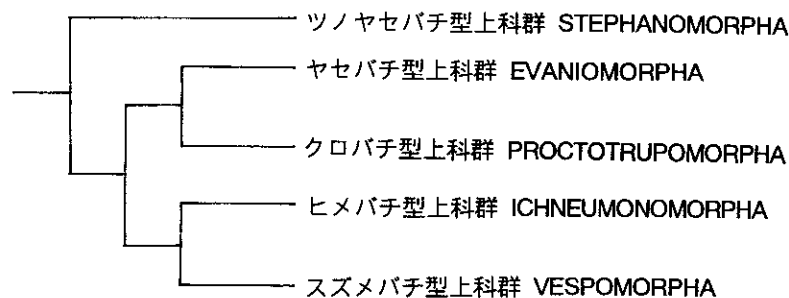 ツノヤセバチ型上科群 STEPHANOMORPHA
ヤセバチ型上科群 EVANIOMORPHA
クロバチ型上科群 PROCTOTRUPOMORPHA
ヒメバチ型上科群 ICHNEUMONOMORPHA
スズメバチ型上科群 VESPOMORPHA